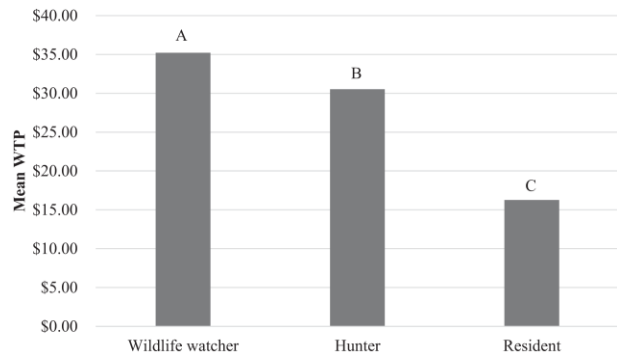 $40.00
A
$35.00
B
$30.00
$25.00
Mean WTP
$20.00
C
$15.00
$10.00
$5.00
$0.00
Wildlife watcher Hunter Resident